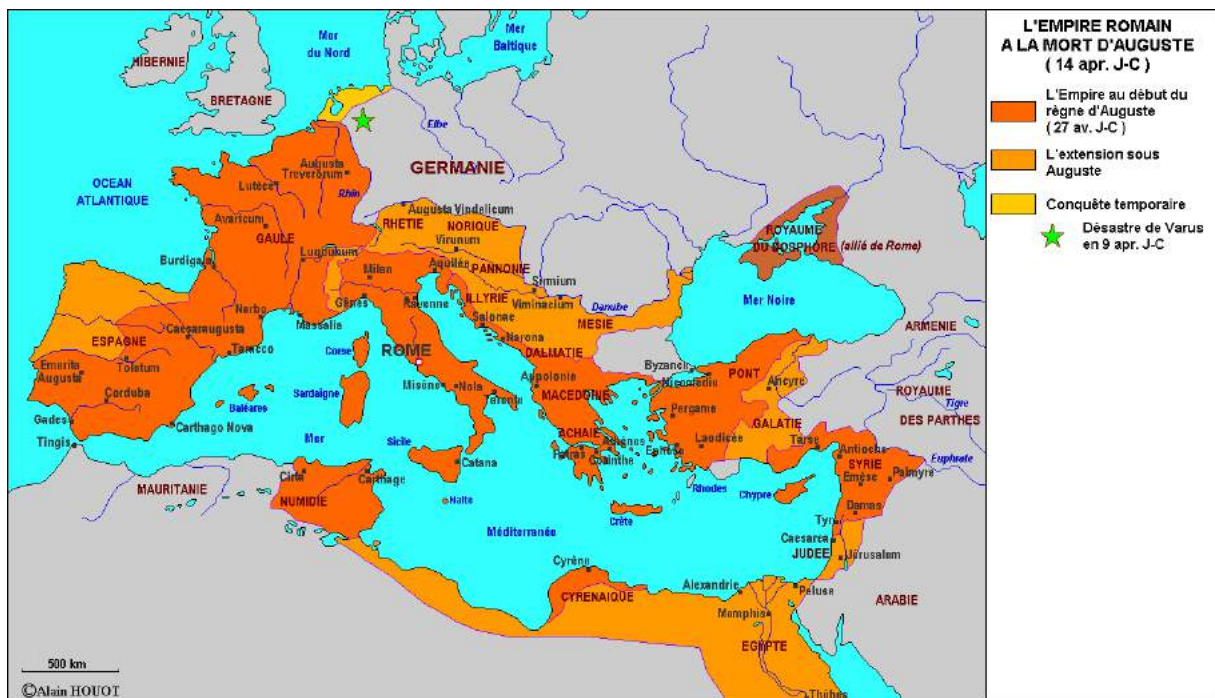 L'EMPIRE ROMAIN
A LA MORT D'AUGUSTE
( 14 apr. J-C )
L'Empire au début du
règne d'Auguste
( 27 av. J-C )
L'extension sous
Auguste
Conquête temporaire
Désastre de Varus
en 9 apr. J-C
Mer
du Nord
Mer
Baltique
HIBERNIE
BRETAGNE
Elbe
GERMANIE
OCEAN
ATLANTIQUE
Augusta
Treverorum
Lutèce
Rhin
Avaricum
GAULE
Augusta Vindelicum
RHETIE
NORIQUE
Virunum
ROYAUME
DU BOSPHORE
(allié de Rome)
Burdiga
Lugdunum
Milan
Aquilée
PANNONIE
Sirmium
Gênes
Ravenne
ILLYRIE
Viminacium
Danube
Mer Noire
Narbo
Massalia
Salonae
MESIE
Caesaraugusta
ESPAGNE
Tarraco
Toletum
Corse
ROME
Narona
DALMATIE
ARMENIE
Emerita
Augusta
Corduba
Baléares
Sardaigne
Misène
Nola
Tarente
Appolonie
MACEDOINE
Byzance
Nicomédie
PONT
Ancyre
ROYAUME
DES PARTHES
Tigre
Gades
Tingis
Carthago Nova
Mer
Sicile
Pergame
GALATIE
ACHAIE
Patras
Athènes
Corinthe
Ephèse
Laodicée
Tarse
Antioche
Euphrate
Catana
MAURITANIE
Cirta
Carthage
NUMIDIE
Malte
Rhodes
Chypre
SYRIE
Emèse
Palmyre
Damas
Crète
Méditerranée
Tyr
Caesarea
JUDEE
Jérusalem
Cyrène
CYRENAIQUE
Alexandrie
Peluse
ARABIE
Memphis
EGYPTE
Thèbes
500 km
©Alain HOUOT